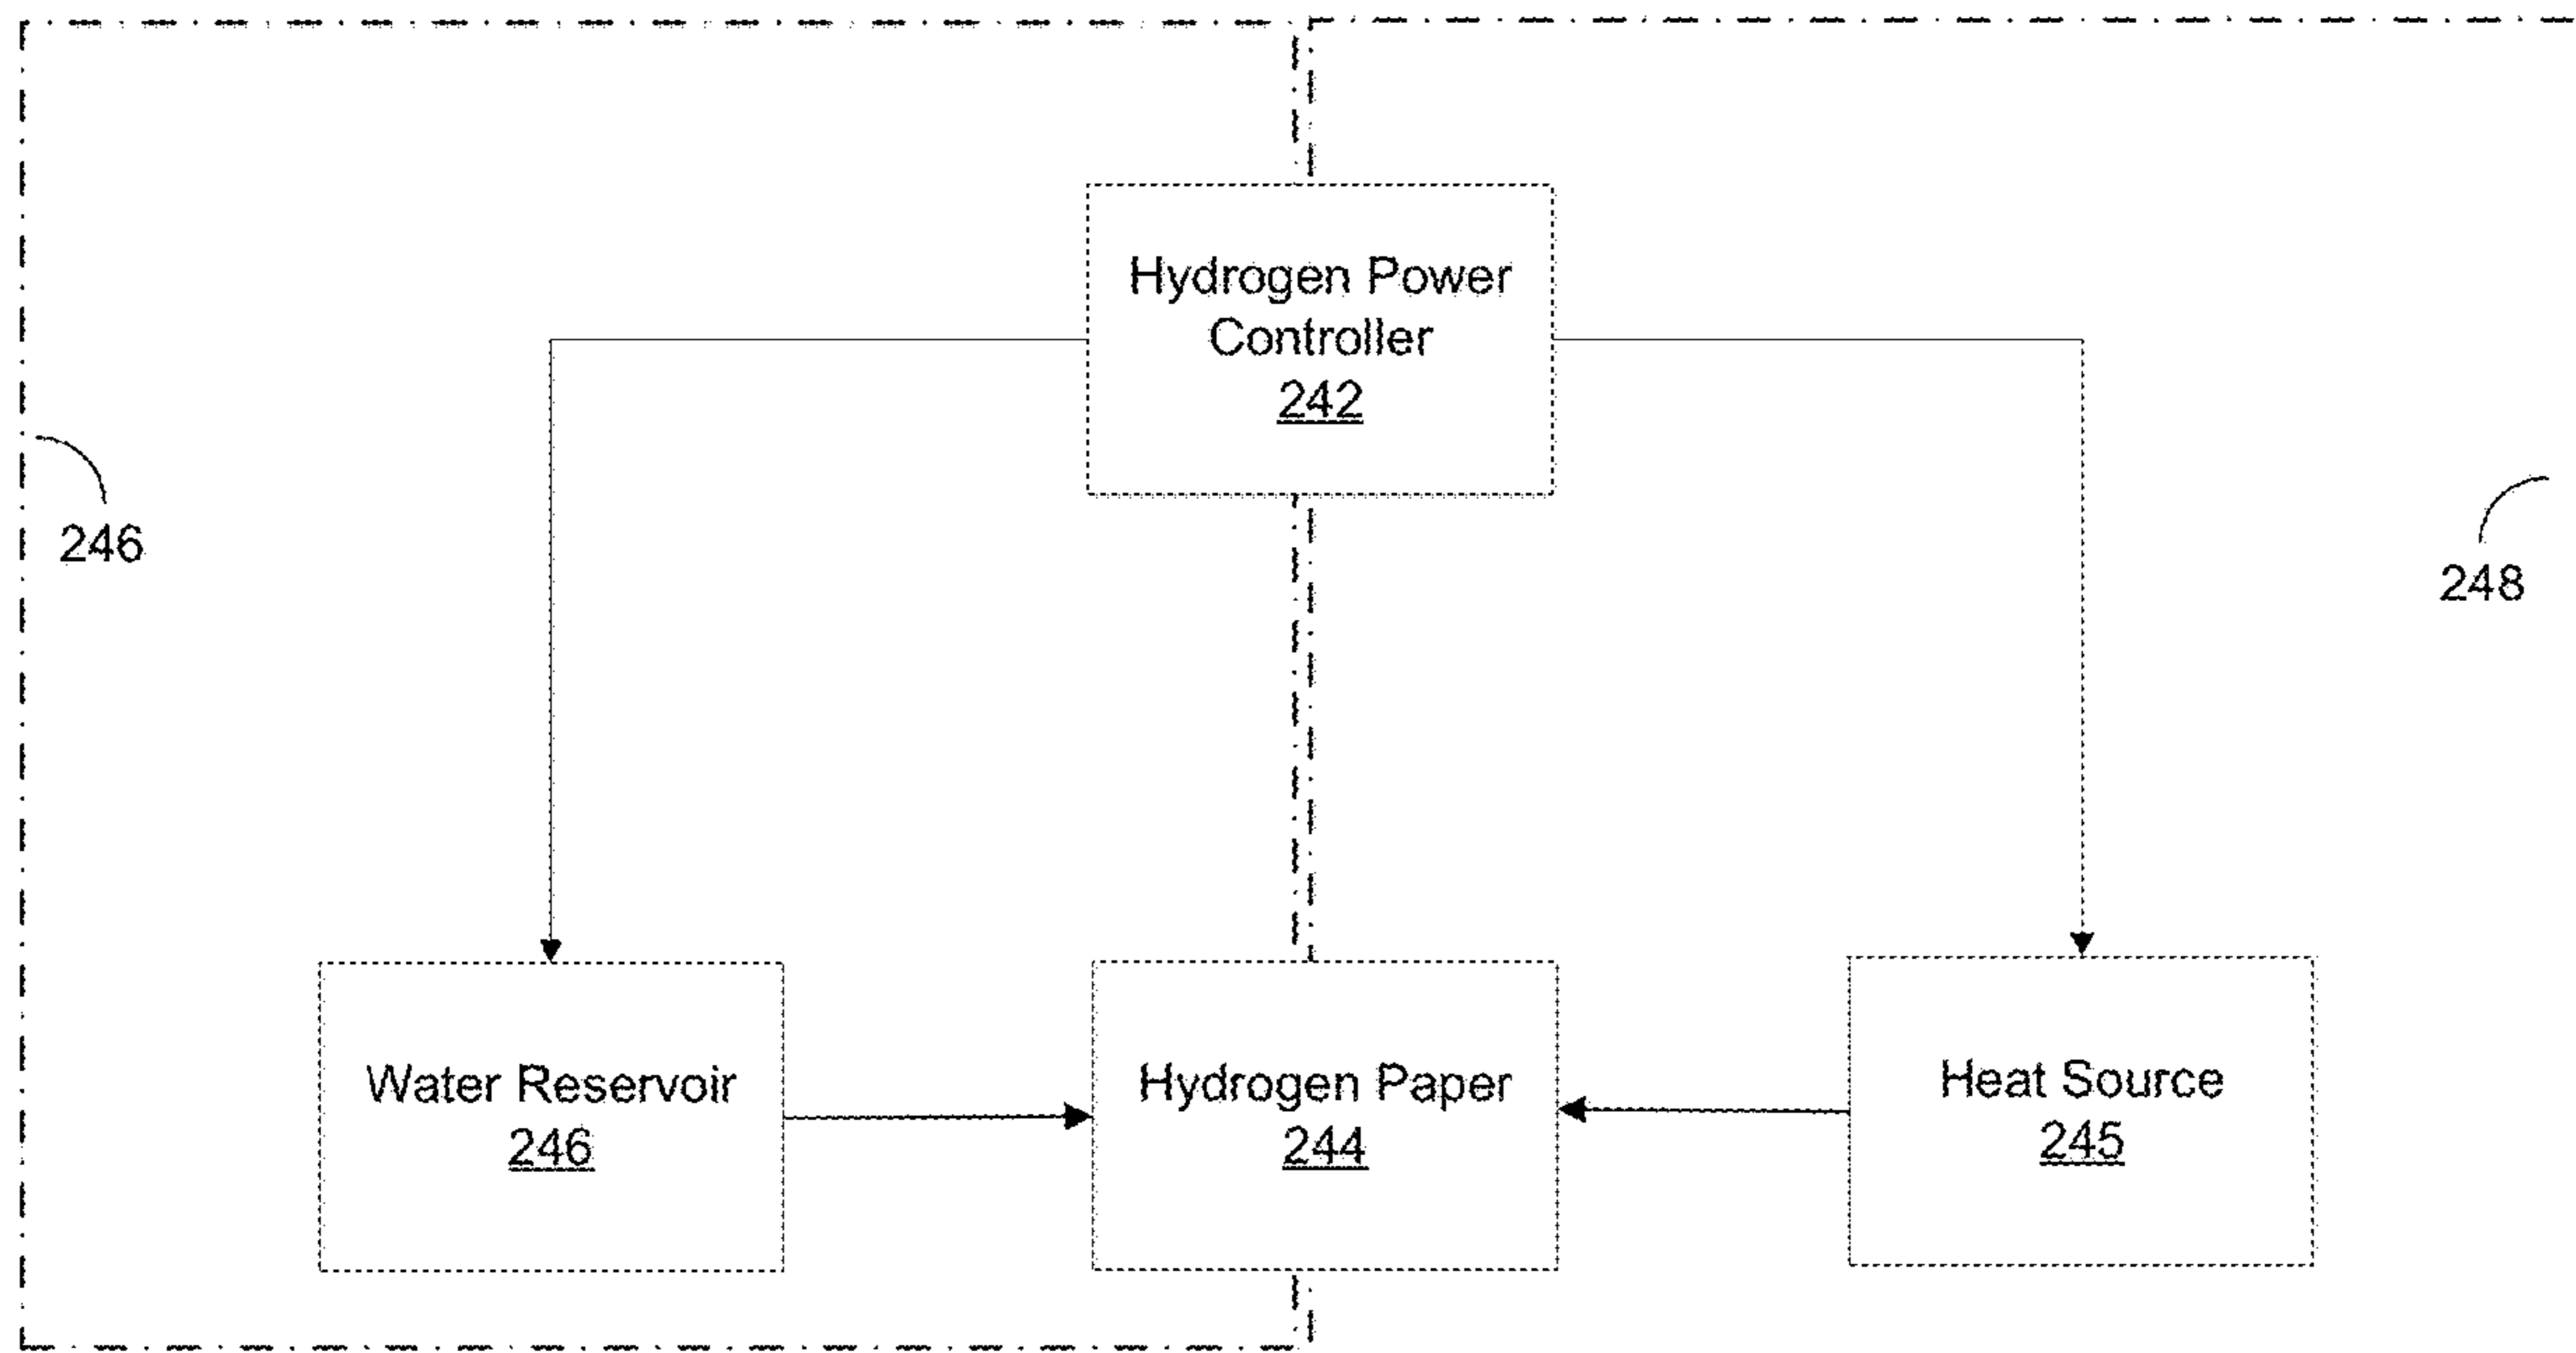 Hydrogen Power
Controller
242
246
248
Water Reservoir
246
Hydrogen Paper
244
Heat Source
245